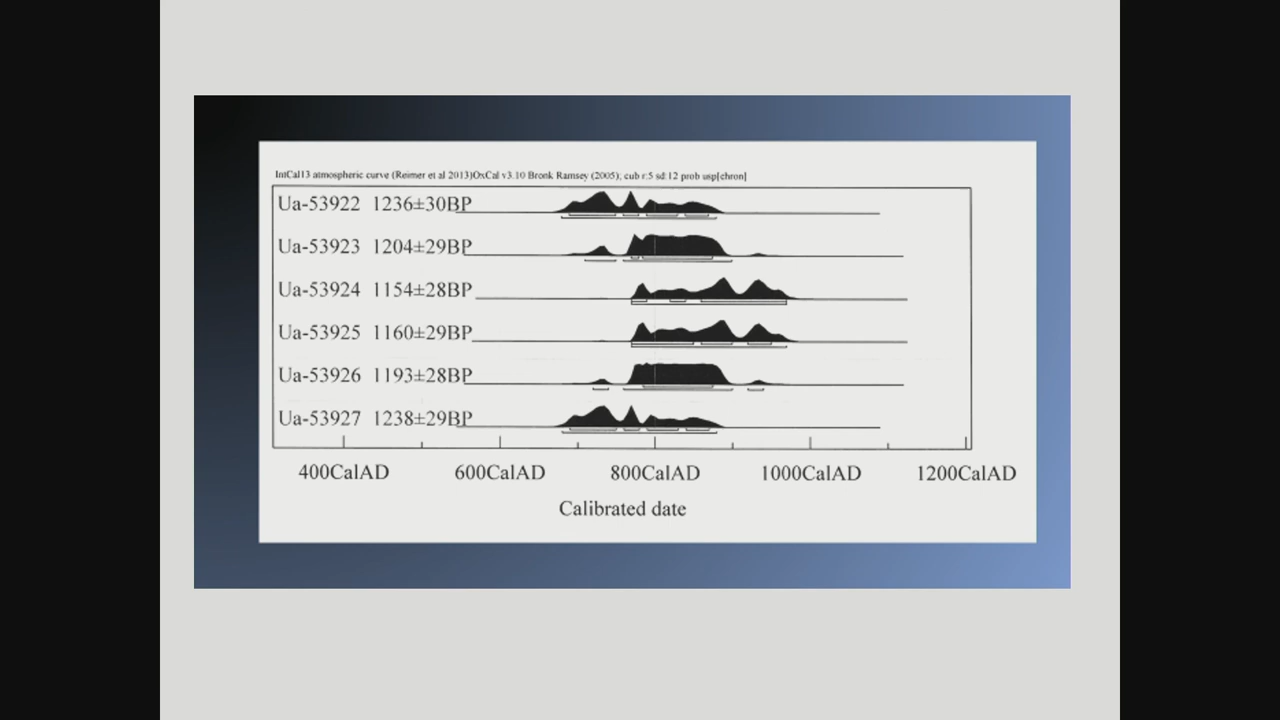 IntCal13 atmospheric curve (Reimer et al 2013)OxCal v3.10 Bronk Ramsey (2005); cub r:5 sd:12 prob usp[chron]
Ua-53922 1236±30BP
Ua-53923 1204±29BP
Ua-53924 1154±28BP
Ua-53925 1160±29BP
Ua-53926 1193±28BP
Ua-53927 1238±29BP
400CalAD 600CalAD 800CalAD 1000CalAD 1200CalAD
Calibrated date